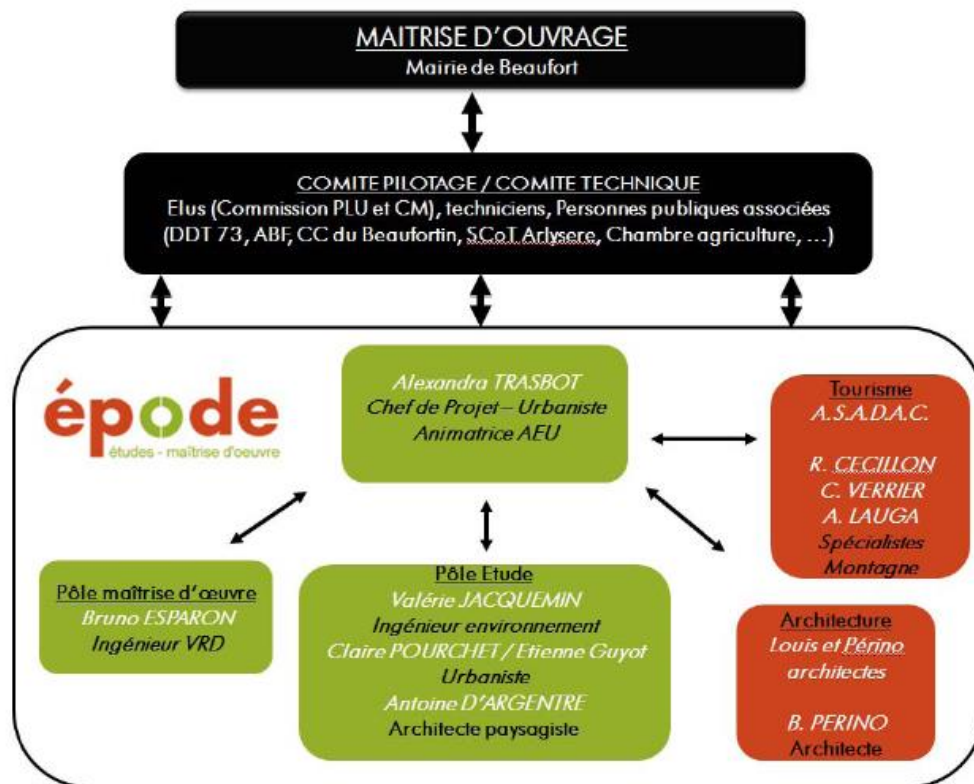 MAITRISE D'OUVRAGE
Mairie de Beaufort
COMITE PILOTAGE / COMITE TECHNIQUE
Elus (Commission PLU et CM), techniciens, Personnes publiques associées
(DDT 73, ABF, CC du Beaufortin, SCoT Arlysere, Chambre agriculture, ...)
épode
études - maîtrise d'oeuvre
Alexandra TRASBOT
Chef de Projet – Urbaniste
Animatrice AEU
Tourisme
A.S.A.D.A.C.
R. CECILLON
C. VERRIER
A. LAUGA
Spécialistes
Montagne
Pôle maîtrise d'œuvre
Bruno ESPARON
Ingénieur VRD
Pôle Etude
Valérie JACQUEMIN
Ingénieur environnement
Claire POURCHET / Etienne Guyot
Urbaniste
Antoine D'ARGENTRE
Architecte paysagiste
Architecture
Louis et Périno
architectes
B. PERINO
Architecte